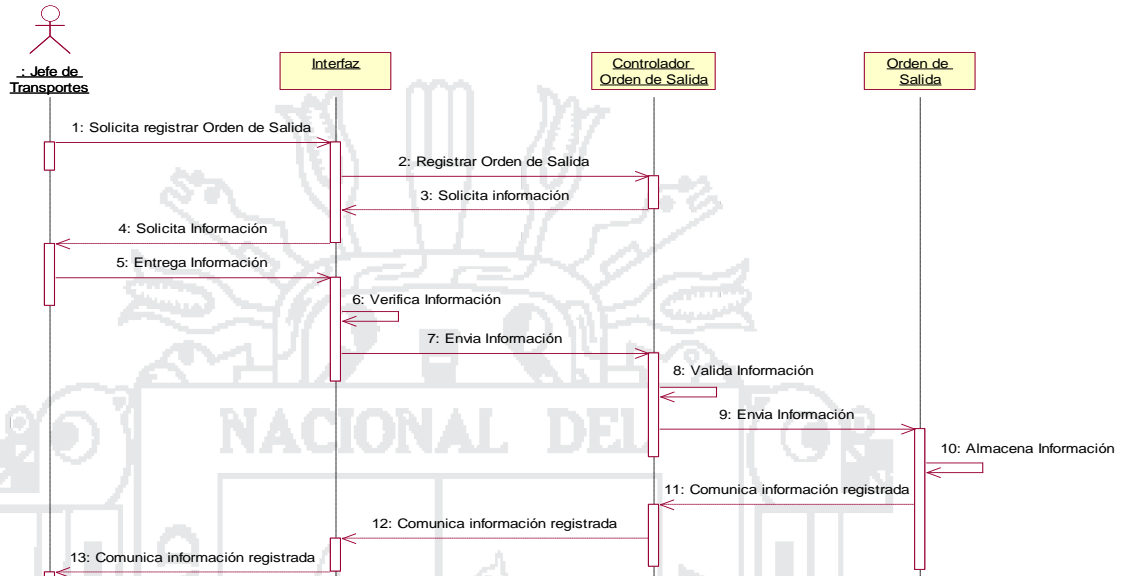 : Jefe de
Transportes
Interfaz
Controlador
Orden de Salida
Orden de
Salida
1: Solicita registrar Orden de Salida
2: Registrar Orden de Salida
3: Solicita información
4: Solicita Información
5: Entrega Información
6: Verifica Información
7: Envia Información
8: Valida Información
9: Envia Información
10: Almacena Información
11: Comunica información registrada
12: Comunica información registrada
13: Comunica información registrada
NACIONAL DEL